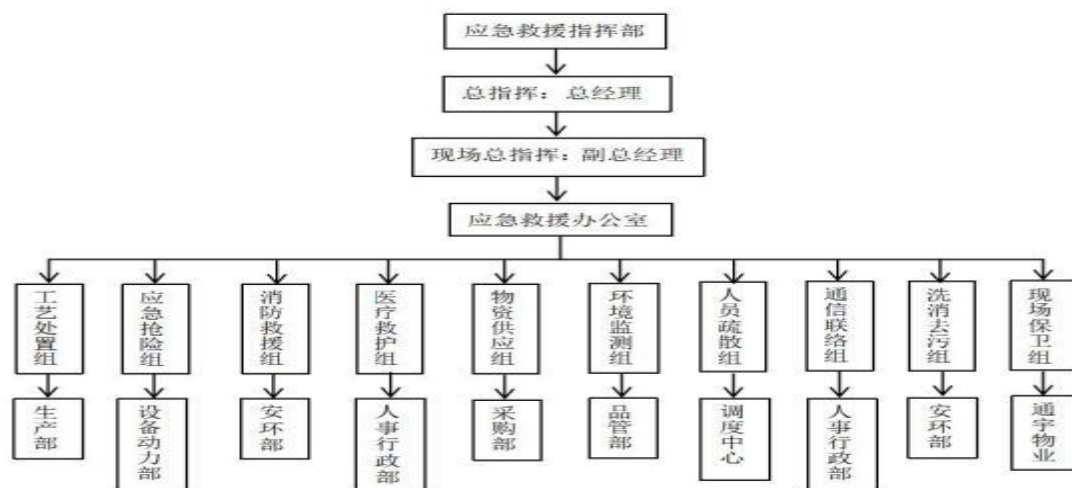 应急救援指挥部
总指挥：总经理
现场总指挥：副总经理
应急救援办公室
工艺处置组
应急抢险组
消防救援组
医疗救护组
物资供应组
环境监测组
人员疏散组
通信联络组
洗消去污组
现场保卫组
生产部
设备动力部
安环部
人事行政部
采购部
品管部
调度中心
人事行政部
安环部
通宇物业